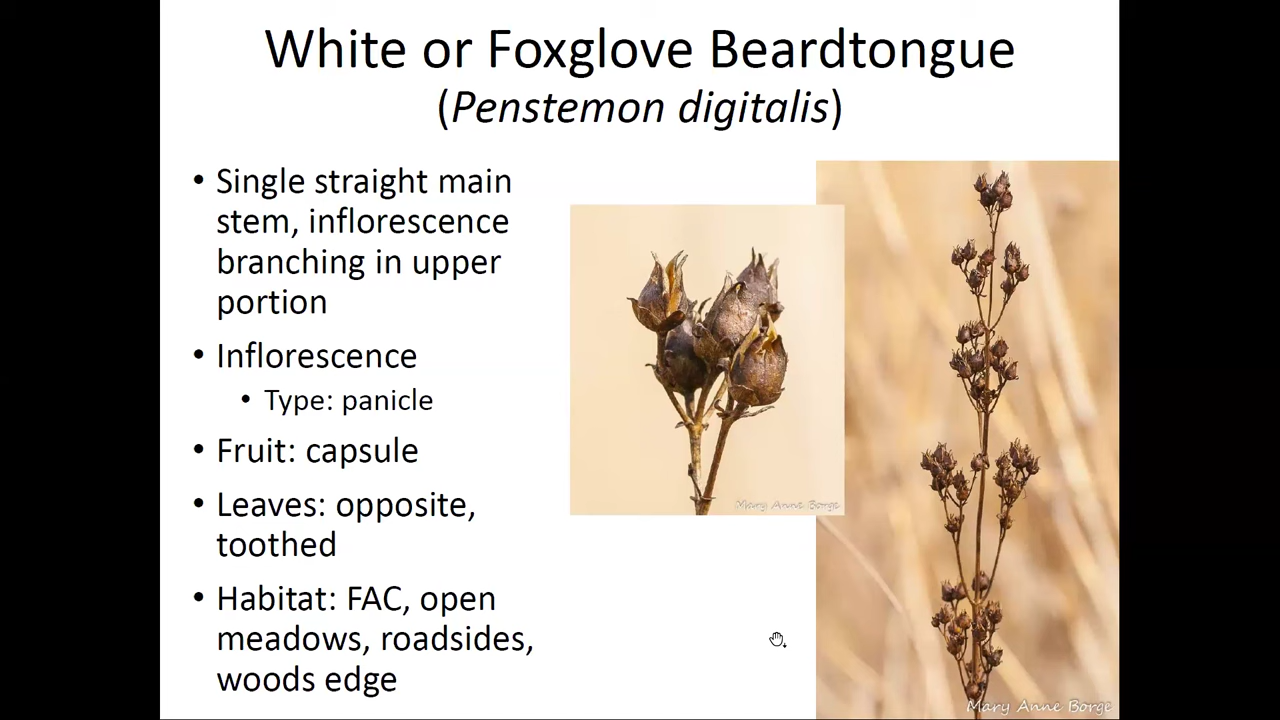 White or Foxglove Beardtongue
(Penstemon digitalis)
• Single straight main
stem, inflorescence
branching in upper
portion
• Inflorescence
• Type: panicle
• Fruit: capsule
• Leaves: opposite,
toothed
• Habitat: FAC, open
meadows, roadsides,
woods edge
Mary Anne Borge
Mary Anne Borge